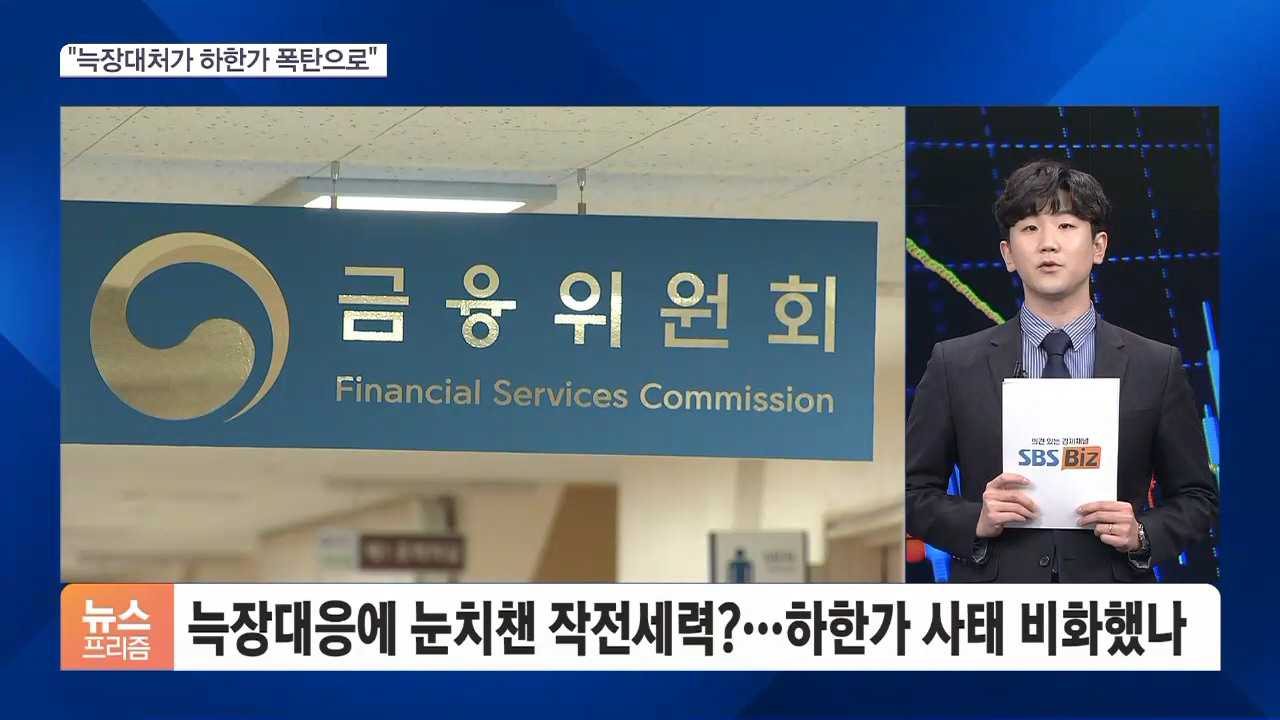 "늑장대처가 하한가 폭탄으로"
금융위원회
Financial Services Commission
의견 있는 경제채널
SBS Biz
뉴스
프리즘
늑장대응에 눈치챈 작전세력?…하한가 사태 비화했나